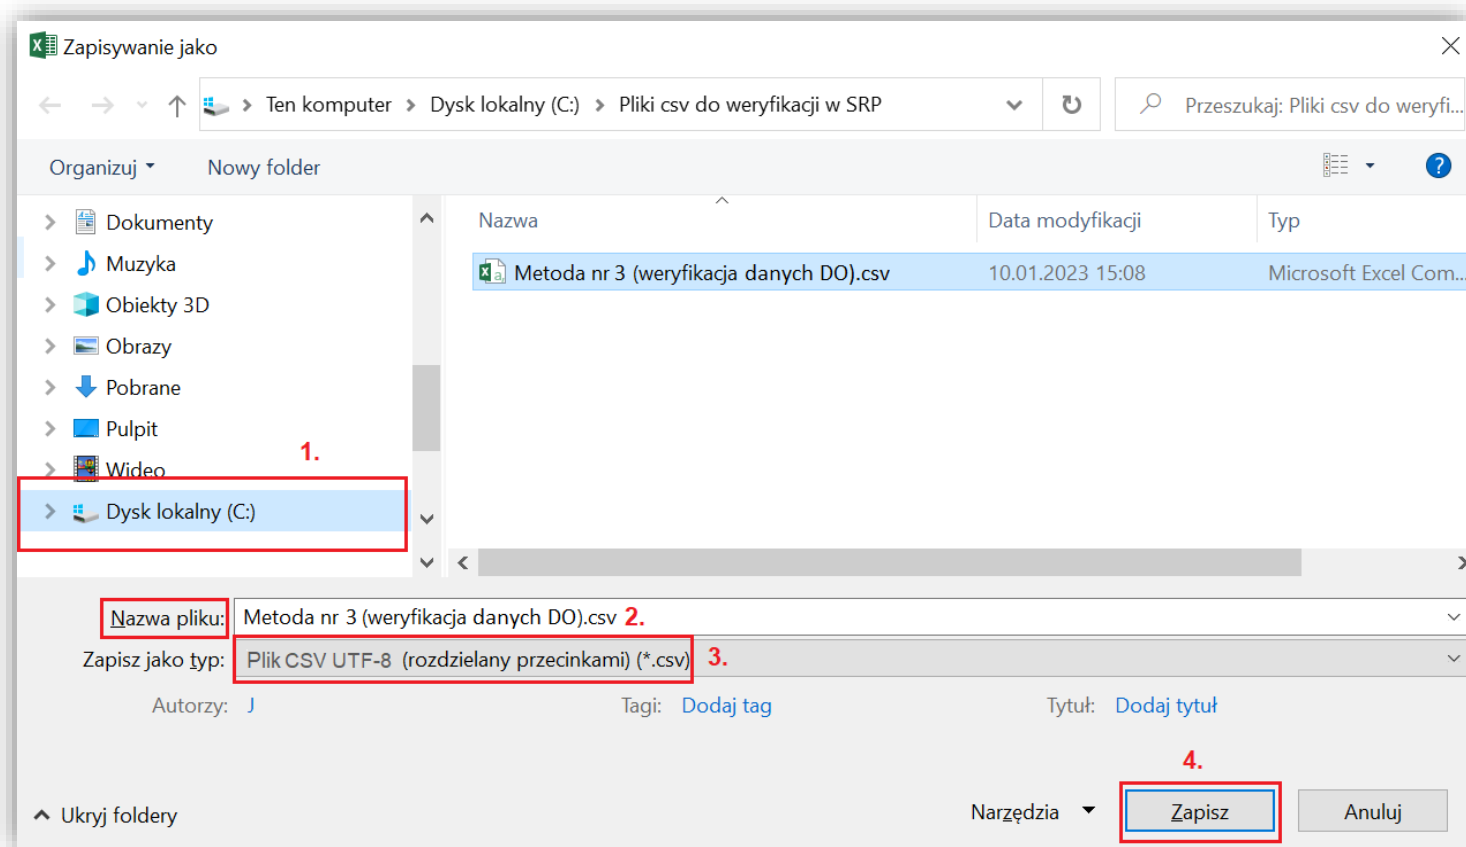 Zapisywanie jako
Ten komputer > Dysk lokalny (C:) > Pliki csv do weryfikacji w SRP
Przeszukaj: Pliki csv do weryfi...
Organizuj Nowy folder
?
Nazwa Data modyfikacji Typ
Dokumenty
Metoda nr 3 (weryfikacja danych DO).csv 10.01.2023 15:08 Microsoft Excel Com...
Muzyka
Obiekty 3D
Obrazy
Pobrane
Pulpit
1.
Wideo
Dysk lokalny (C:)
Nazwa pliku: Metoda nr 3 (weryfikacja danych DO).csv 2.
Zapisz jako typ: Plik CSV UTF-8 (rozdzielany przecinkami) (*.csv) 3.
Autorzy: J Tagi: Dodaj tag Tytuł: Dodaj tytuł
4.
Ukryj foldery Narzędzia Zapisz Anuluj